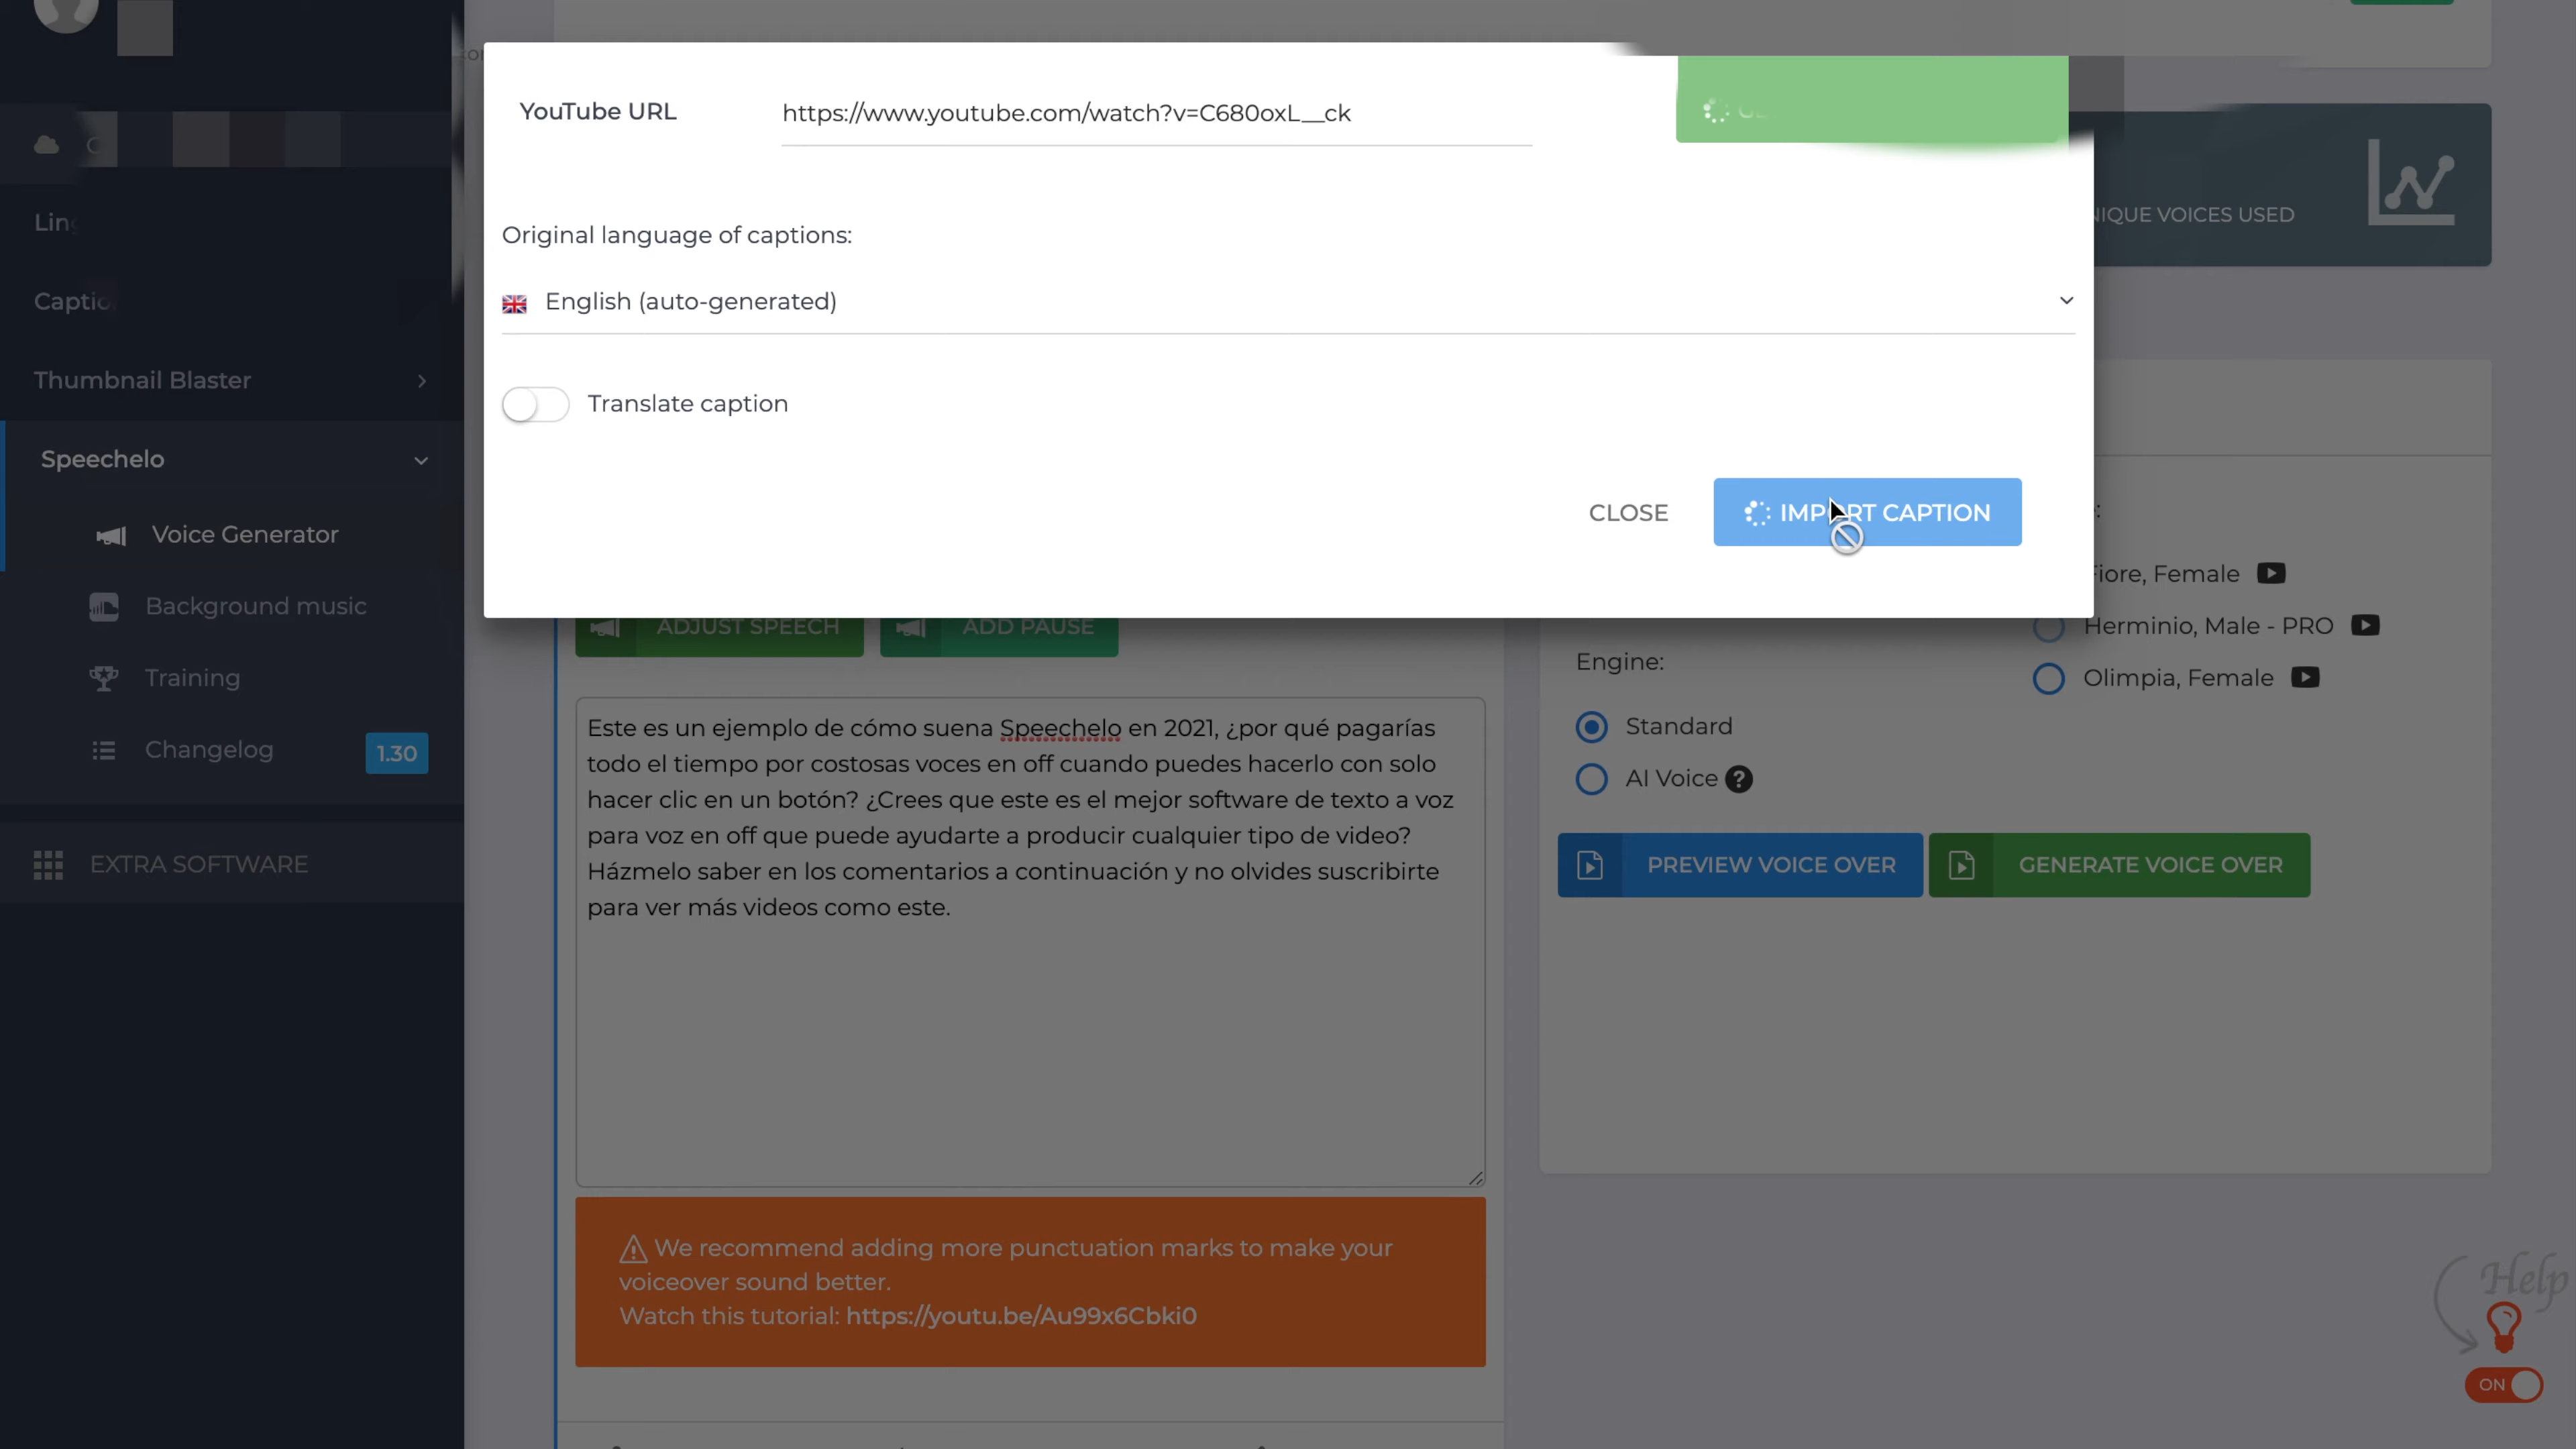 YouTube URL
https://www.youtube.com/watch?v=C680oxL__ck
Original language of captions:
English (auto-generated)
Translate caption
CLOSE
IMPORT CAPTION
Thumbnail Blaster
Speechelo
Voice Generator
Background music
Training
Changelog
1.30
EXTRA SOFTWARE
UNIQUE VOICES USED
ADJUST SPEECH
ADD PAUSE
Este es un ejemplo de cómo suena Speechelo en 2021, ¿por qué pagarías
todo el tiempo por costosas voces en off cuando puedes hacerlo con solo
hacer clic en un botón? ¿Crees que este es el mejor software de texto a voz
para voz en off que puede ayudarte a producir cualquier tipo de video?
Házmelo saber en los comentarios a continuación y no olvides suscribirte
para ver más videos como este.
We recommend adding more punctuation marks to make your
voiceover sound better.
Watch this tutorial: https://youtu.be/Au99x6Cbki0
Fiore, Female
Herminio, Male - PRO
Olimpia, Female
Engine:
Standard
AI Voice
PREVIEW VOICE OVER
GENERATE VOICE OVER
Help
ON